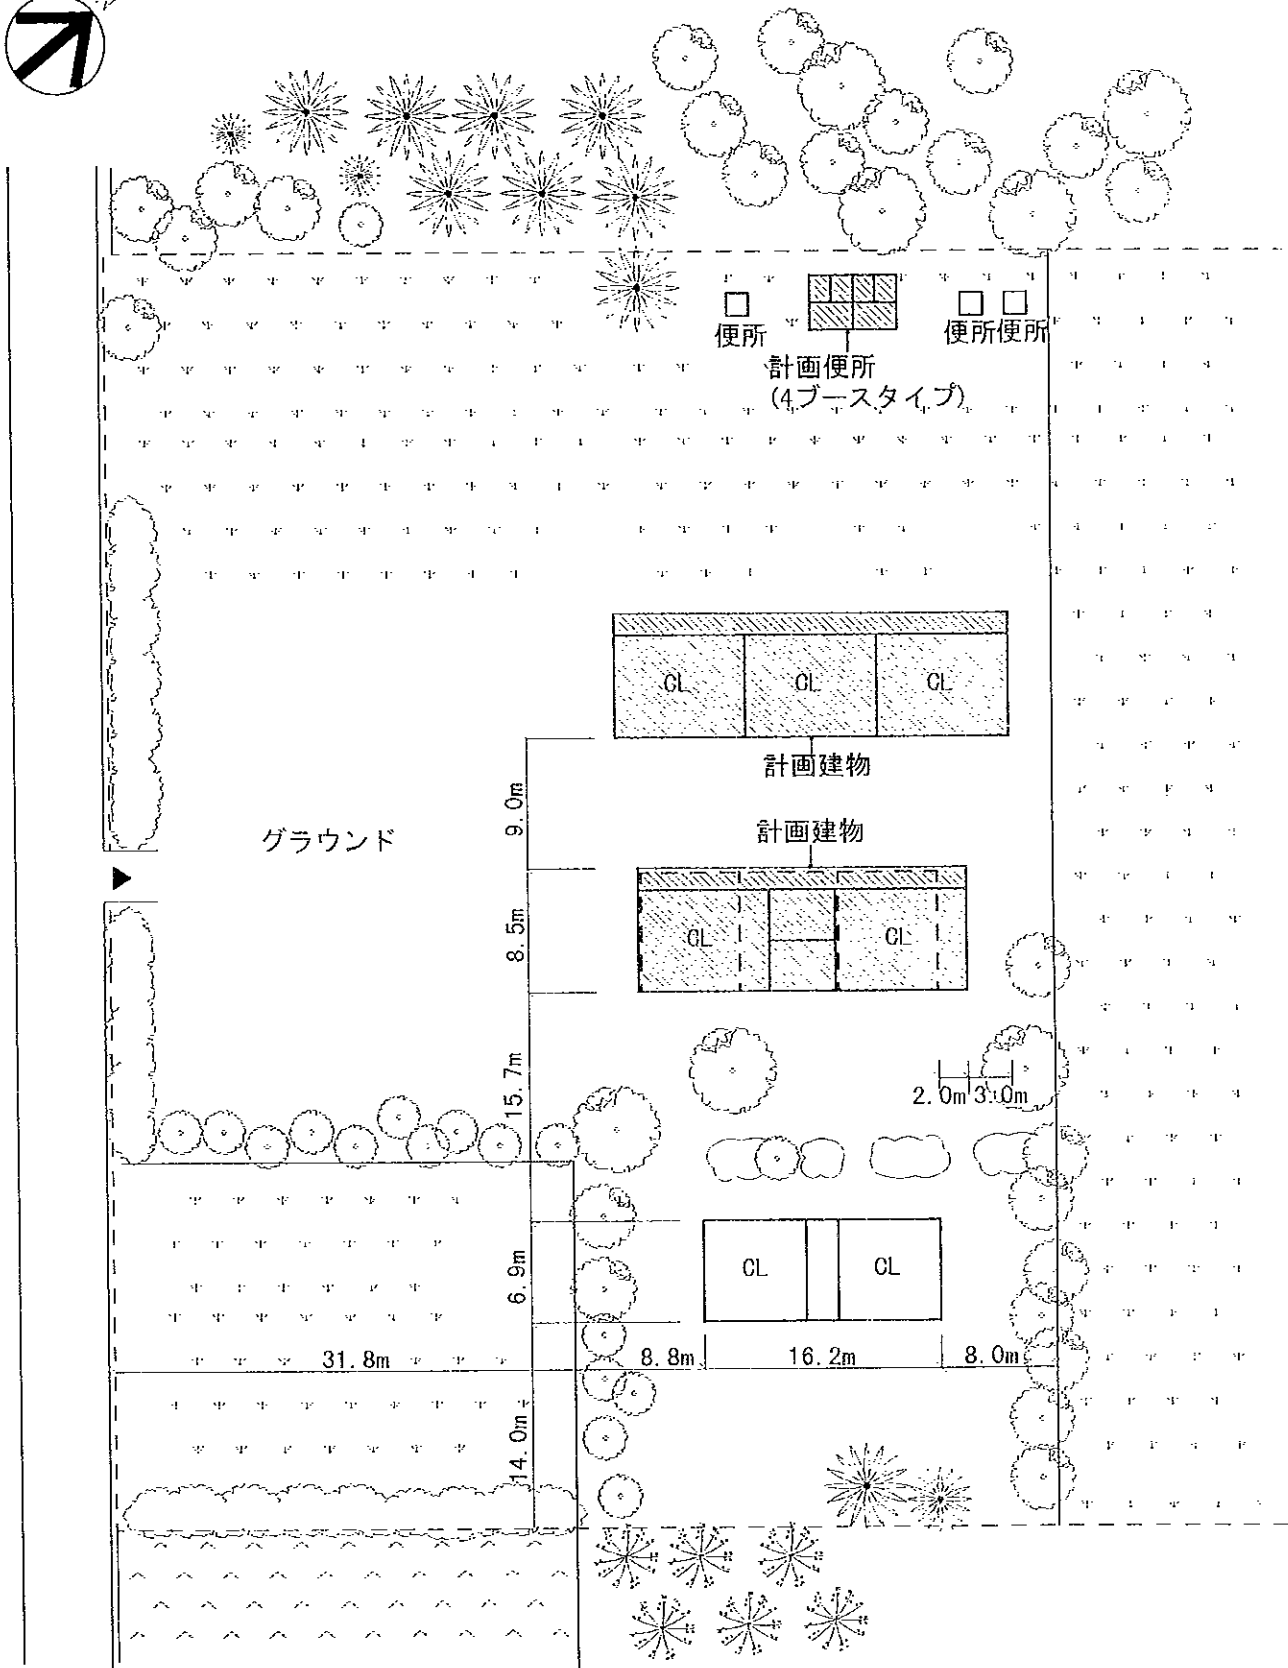 便所
便所便所
計画便所
(4ブースタイプ)
CL
CL
CL
計画建物
9.0m
グラウンド
計画建物
8.5m
CL
CL
15.7m
2.0m 3.0m
6.9m
CL
CL
31.8m
8.8m
16.2m
8.0m
14.0m